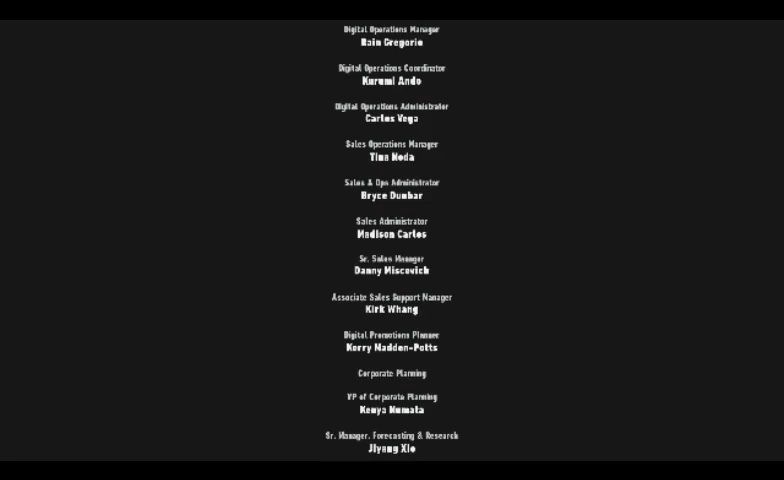 Digital Operations Manager
Rain Gregorio
Digital Operations Coordinator
Kurumi Ando
Digital Operations Administrator
Carlos Vega
Sales Operations Manager
Tina Noda
Sales & Ops Administrator
Bryce Dunbar
Sales Administrator
Madison Carlos
Sr. Sales Manager
Danny Miscevich
Associate Sales Support Manager
Kirk Whang
Digital Promotions Planner
Kerry Madden-Potts
Corporate Planning
VP of Corporate Planning
Kenya Numata
Sr. Manager, Forecasting & Research
Jiyang Xie